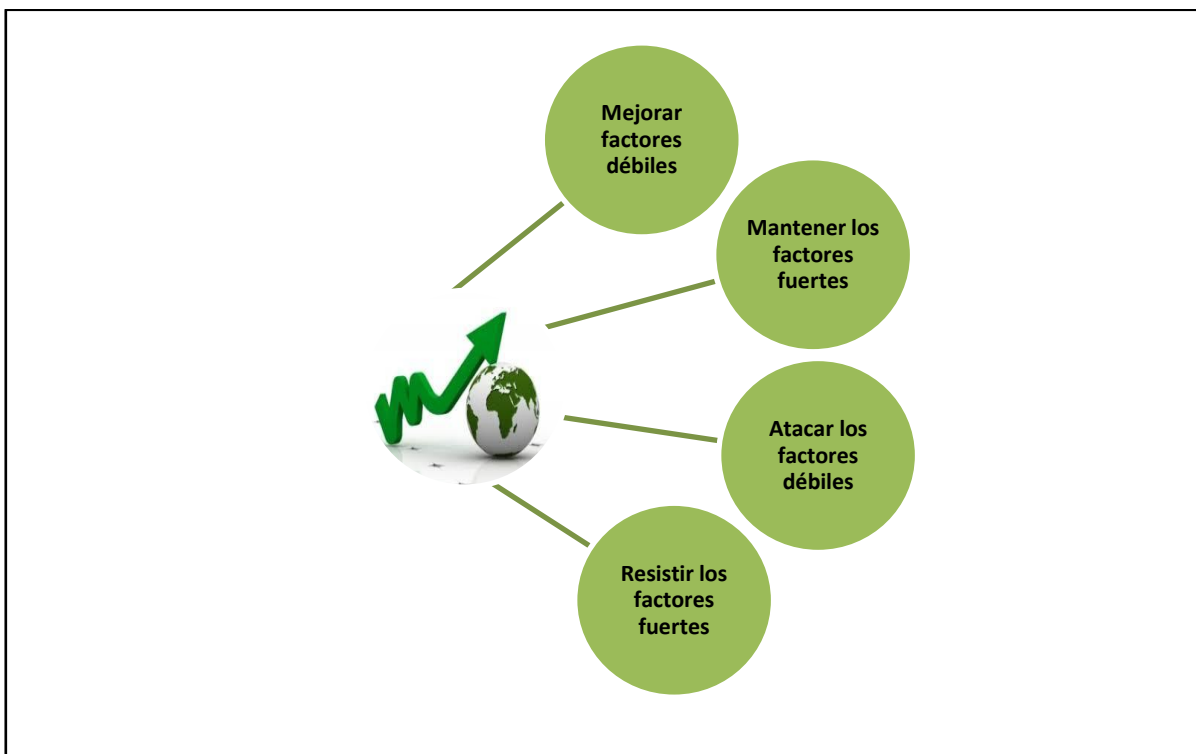 Mejorar
factores
débiles
Mantener los
factores
fuertes
Atacar los
factores
débiles
Resistir los
factores
fuertes